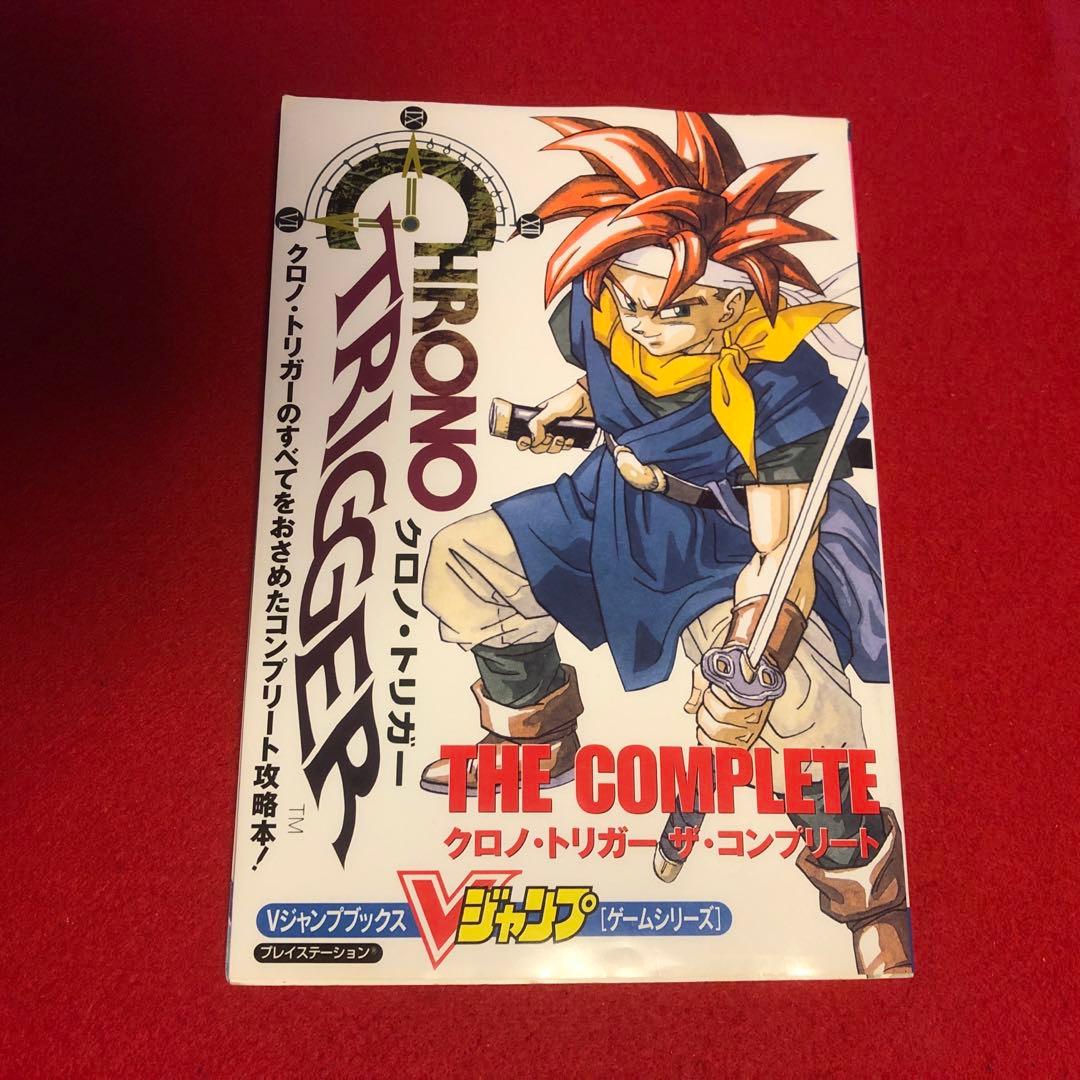 IX
VI
XII
CHRONO
TRIGGER
TM
クロノ・トリガー
クロノ・トリガーのすべてをおさめたコンプリート攻略本!
THE COMPLETE
クロノ・トリガー ザ・コンプリート
Vジャンプブックス
Vジャンプ
[ゲームシリーズ]
プレイステーション®